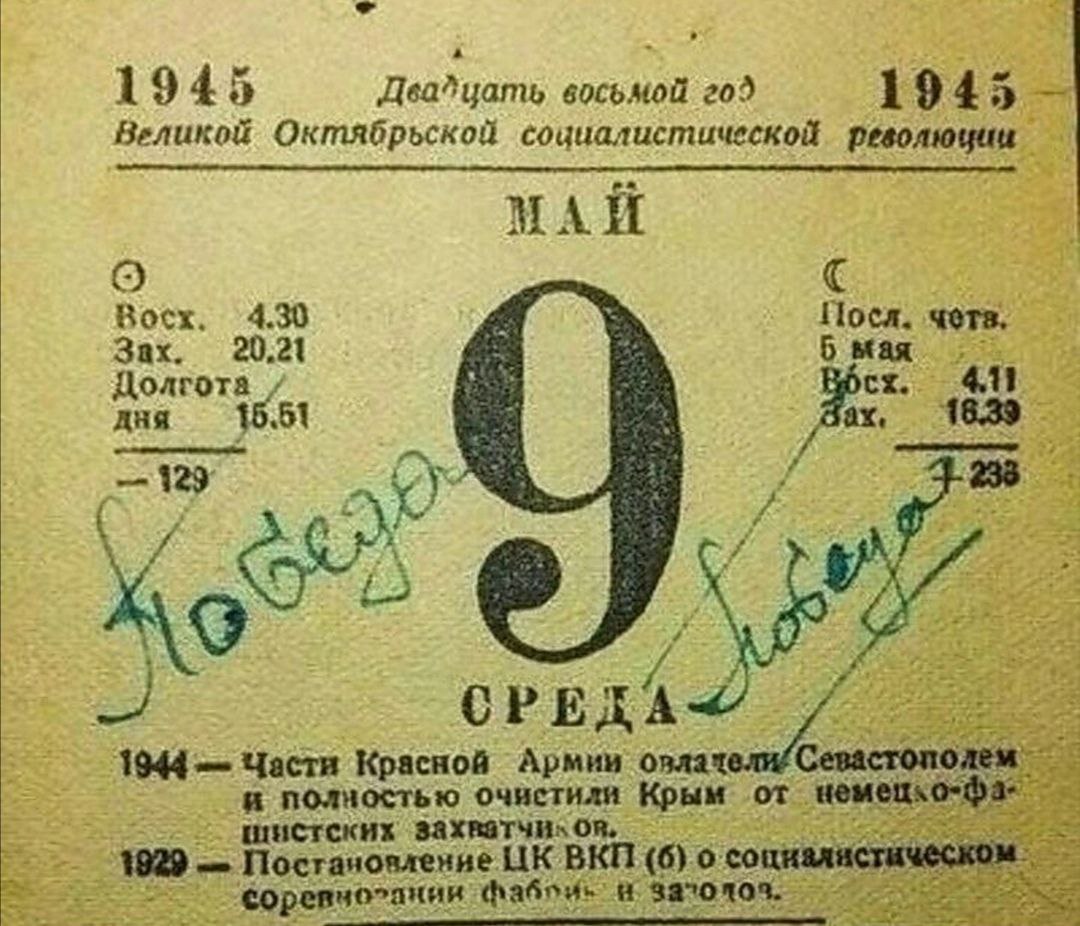 1945 Двадцать восьмой год 1945
Великой Октябрьской социалистической революции
МАЙ
Восх. 4.30
Зах. 20.21
Долгота
дня 15.51
—129
9
Посл. четв.
5 мая
Восх. 4.11
Зах. 16.39
+236
Победа
Победа
СРЕДА
1944 — Части Красной Армии овладели Севастополем
и полностью очистили Крым от немецко-фа-
шистских захватчиков.
1929 — Постановление ЦК ВКП (б) о социалистическом
соревновании фабрик и заводов.